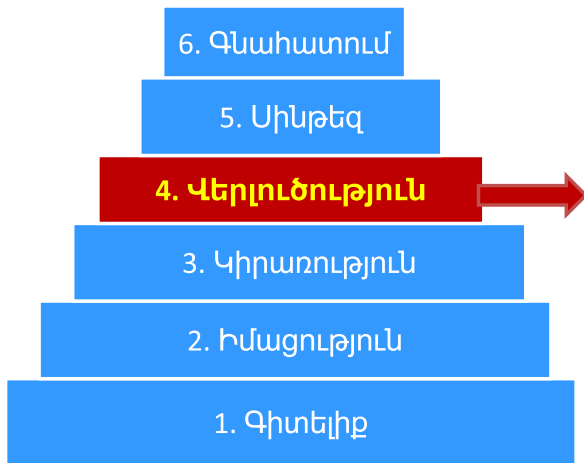 6. Գնահատում
5. Սինթեզ
4. Վերլուծություն
3. Կիրառություն
2. Իմացություն
1. Գիտելիք